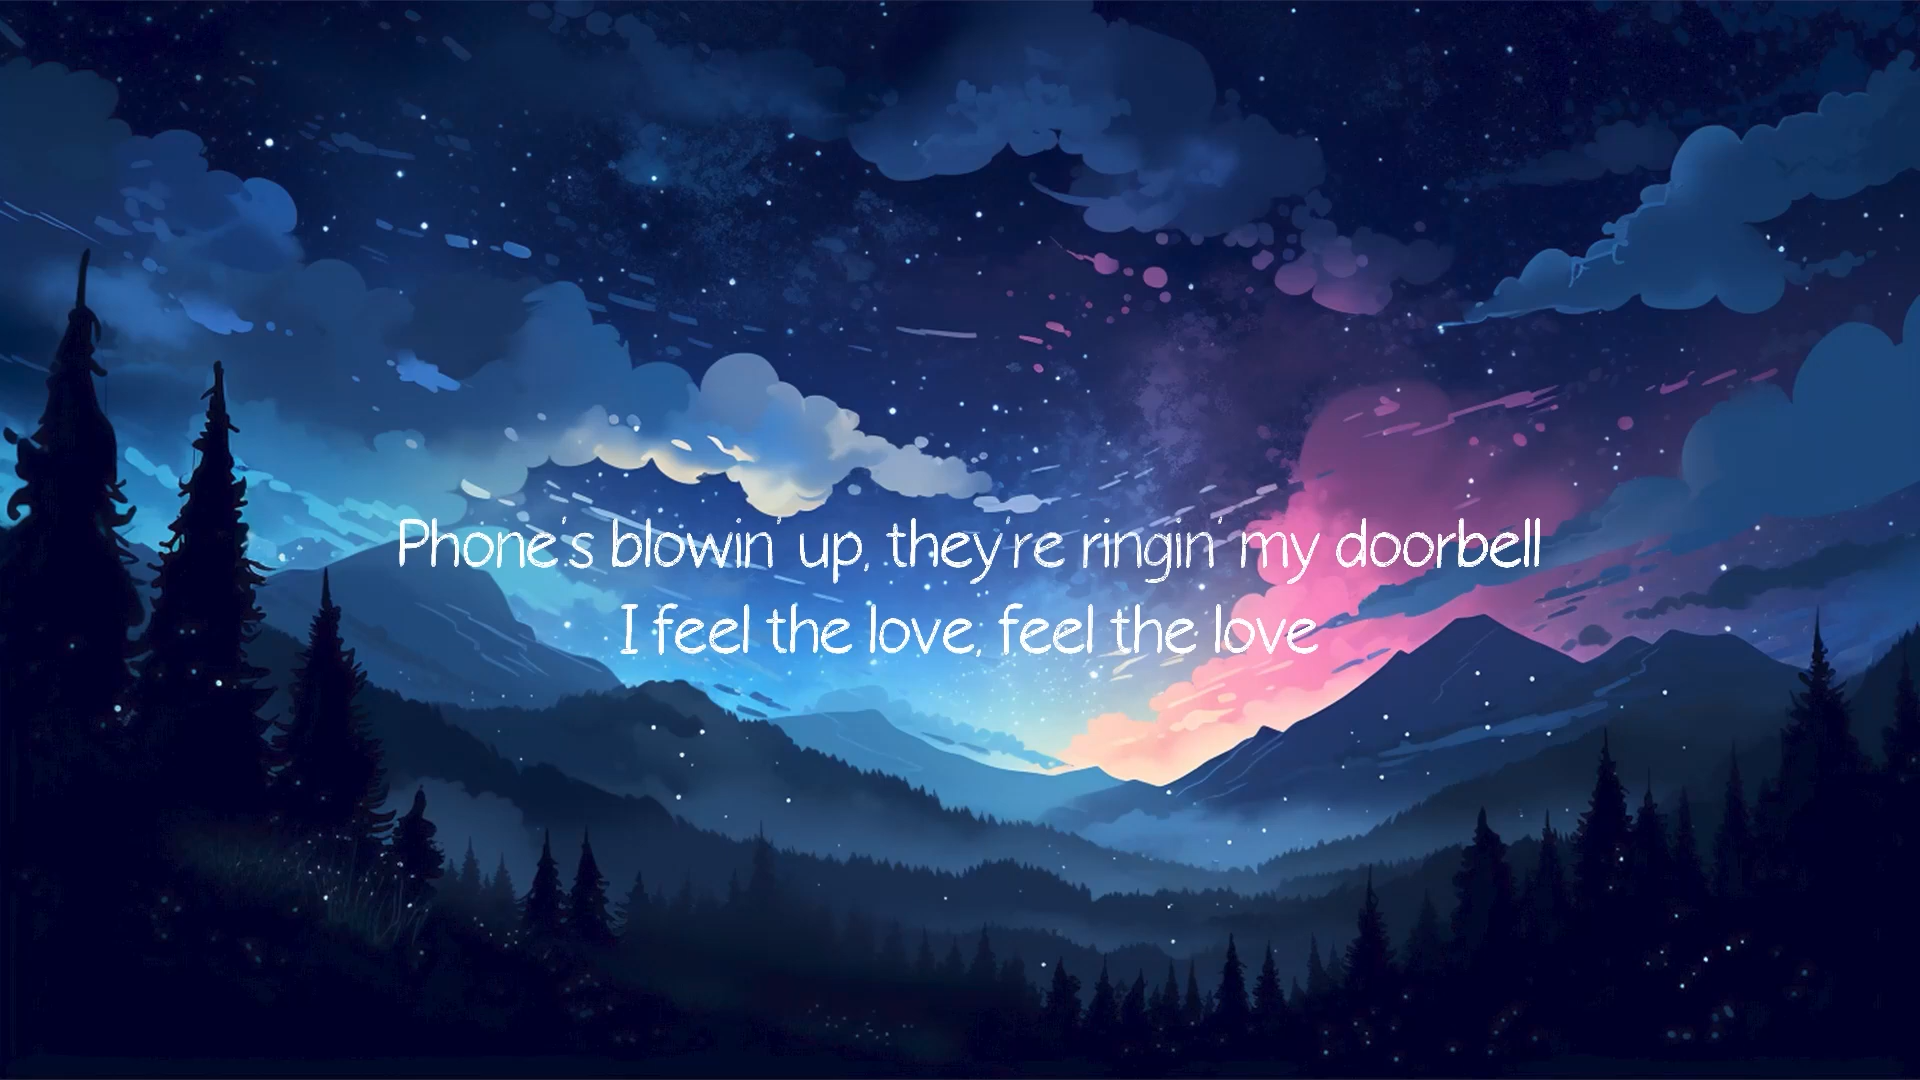 Phone's blowin' up, they're ringin' my doorbell
I feel the love, feel the love